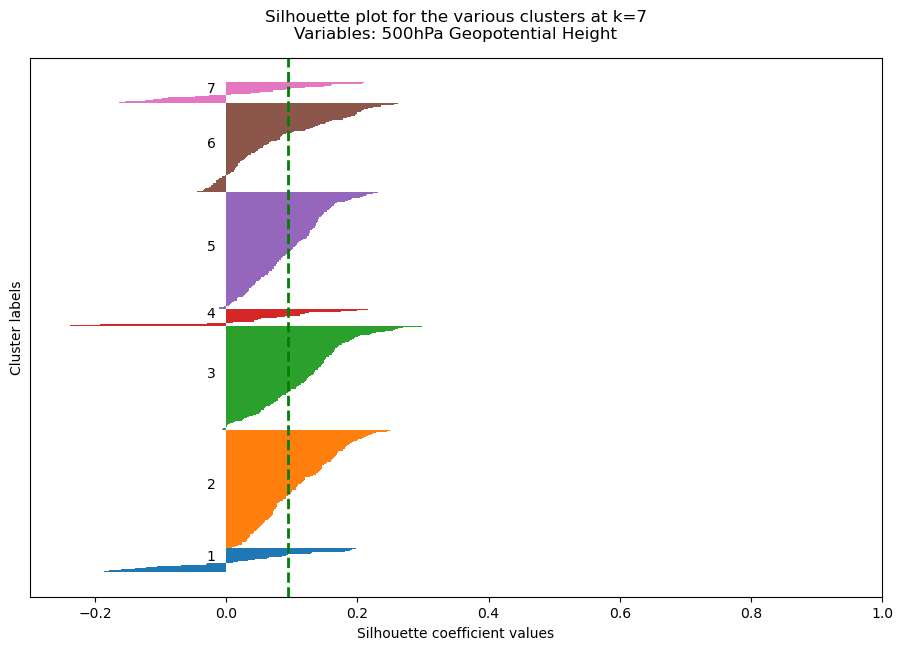 Silhouette plot for the various clusters at k=7
Variables: 500hPa Geopotential Height
7
6
5
4
3
2
1
Cluster labels
−0.2 0.0 0.2 0.4 0.6 0.8 1.0
Silhouette coefficient values